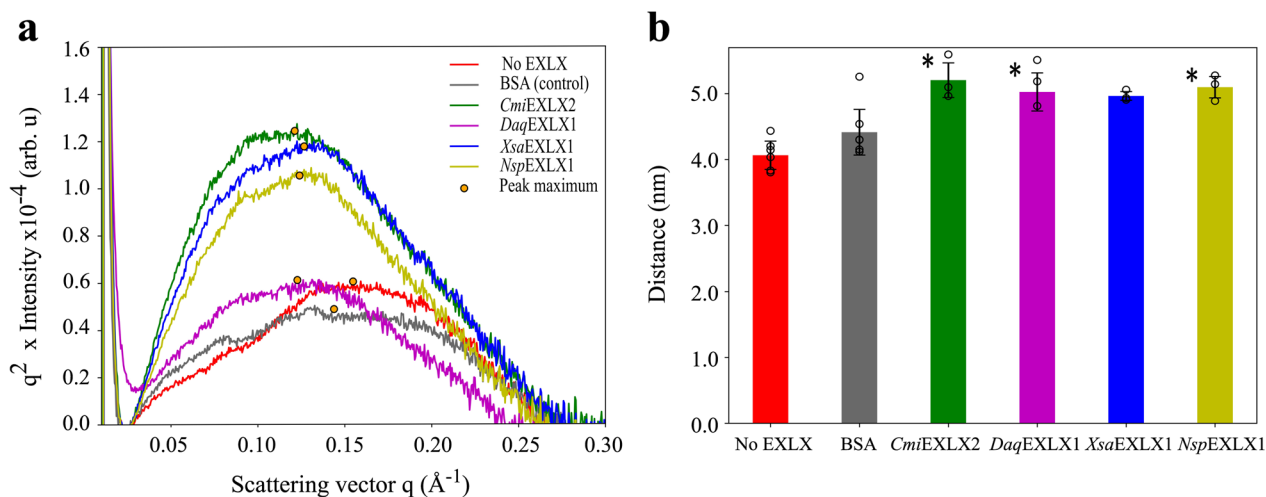 a
q2 x Intensity x10-4 (arb. u)
1.6
1.4
1.2
1.0
0.8
0.6
0.4
0.2
0.0
0.05 0.10 0.15 0.20 0.25 0.30
Scattering vector q (Å-1)
No EXLX
BSA (control)
CmiEXLX2
DaqEXLX1
XsaEXLX1
NspEXLX1
Peak maximum
b
Distance (nm)
5.0
4.0
3.0
2.0
1.0
0.0
* * *
No EXLX BSA CmiEXLX2 DaqEXLX1 XsaEXLX1 NspEXLX1